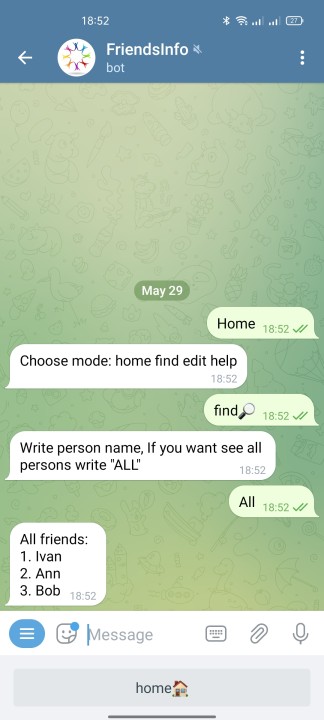 18:52
27
FriendsInfo
bot
May 29
Home 18:52
Choose mode: home find edit help
18:52
find🔎 18:52
Write person name, If you want see all
persons write "ALL" 18:52
All 18:52
All friends:
1. Ivan
2. Ann
3. Bob 18:52
Message
home🏠